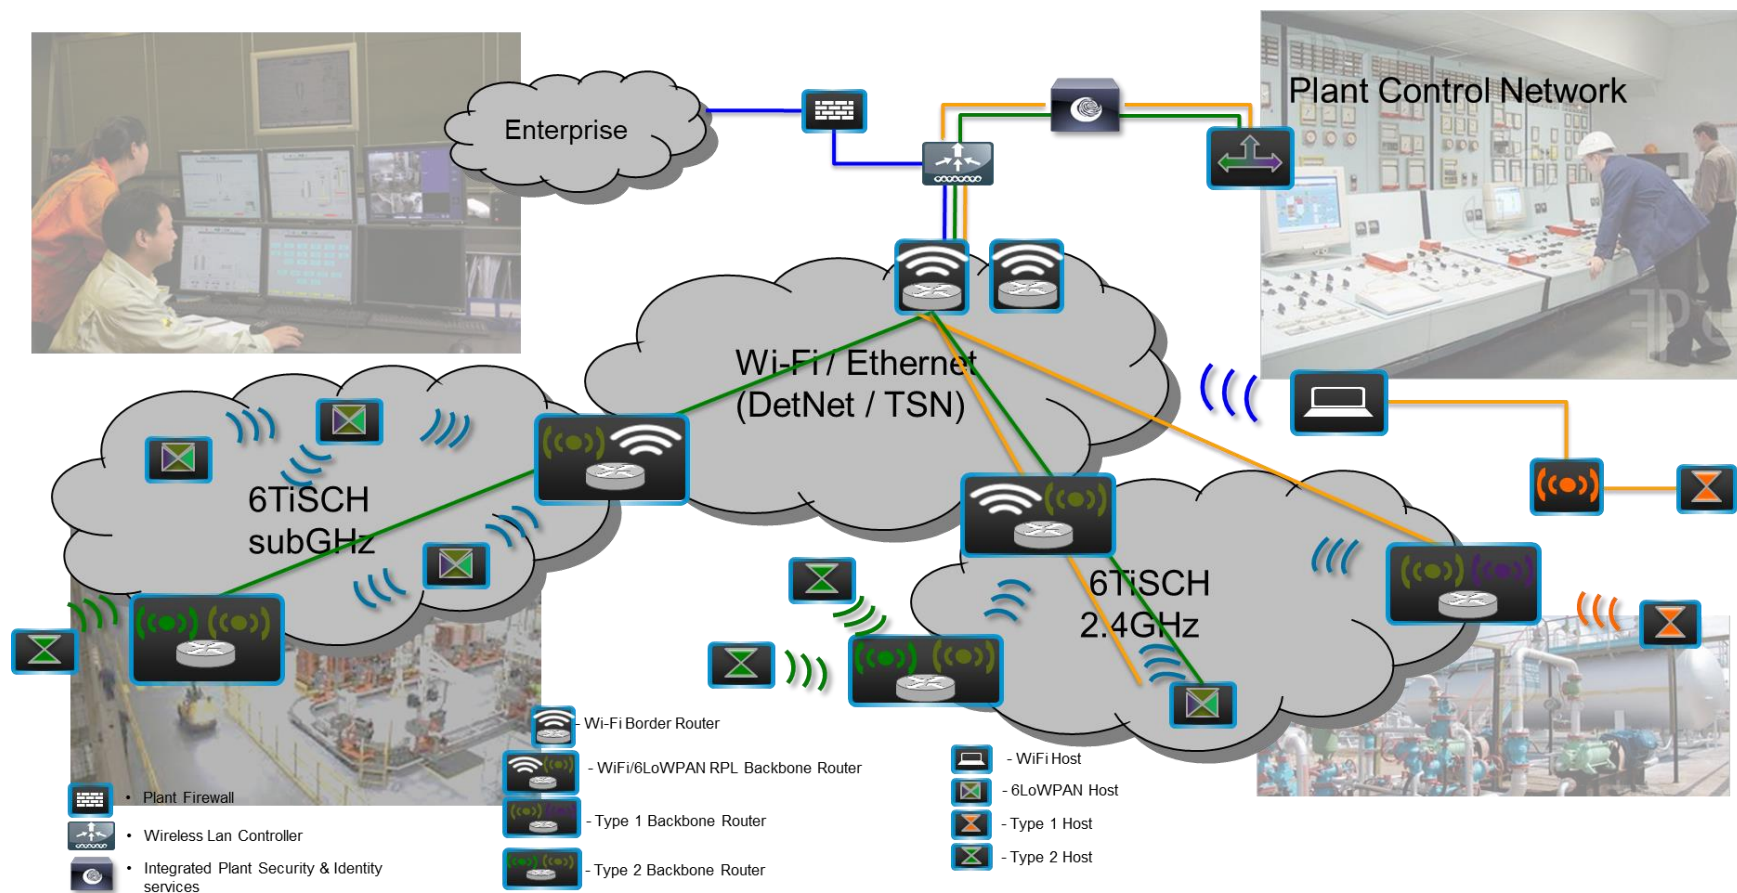 Plant Control Network
Enterprise
Wi-Fi / Ethernet
(DetNet / TSN)
6TiSCH
subGHz
6TiSCH
2.4GHz
- Wi-Fi Border Router
- WiFi/6LoWPAN RPL Backbone Router
- Type 1 Backbone Router
- Type 2 Backbone Router
- WiFi Host
- 6LoWPAN Host
- Type 1 Host
- Type 2 Host
• Plant Firewall
• Wireless Lan Controller
• Integrated Plant Security & Identity
services